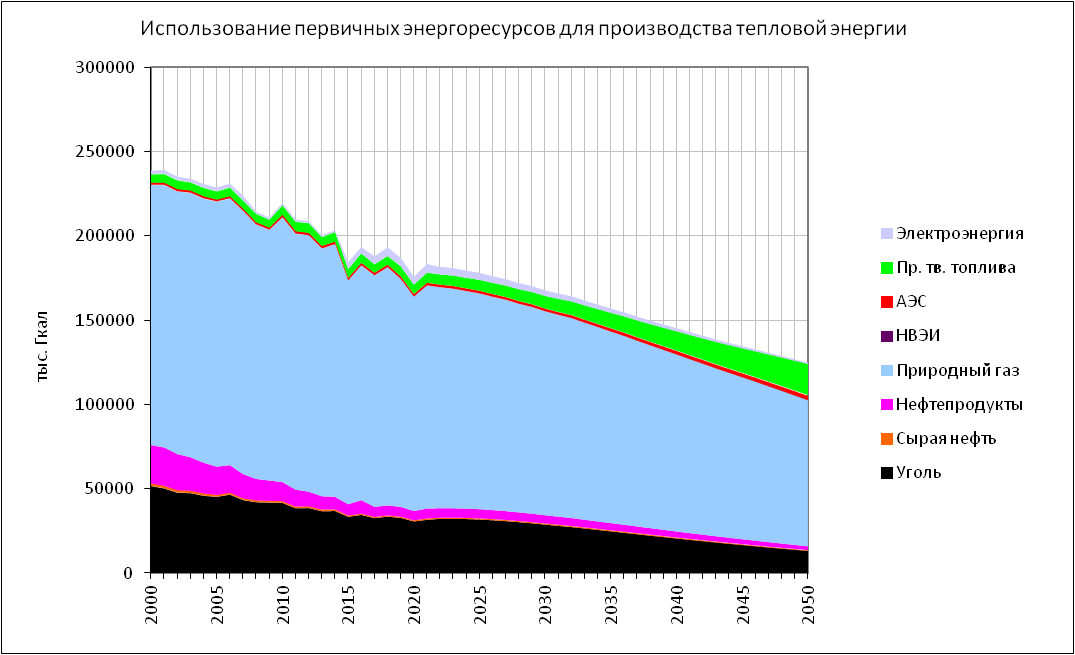 Использование первичных энергоресурсов для производства тепловой энергии
300000
250000
200000
150000
100000
50000
0
тыс. Гкал
2000
2005
2010
2015
2020
2025
2030
2035
2040
2045
2050
Электроэнергия
Пр. тв. топлива
АЭС
НВЭИ
Природный газ
Нефтепродукты
Сырая нефть
Уголь